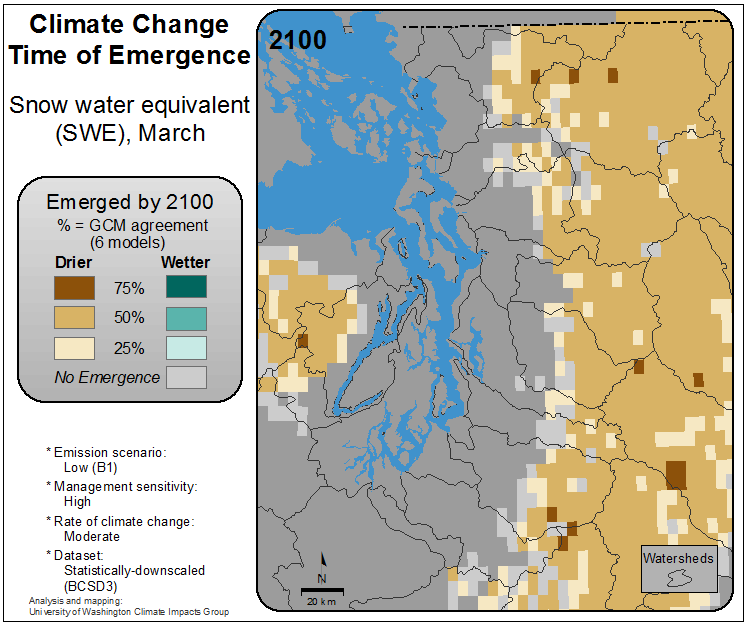 Climate Change
Time of Emergence
Snow water equivalent
(SWE), March
Emerged by 2100
% = GCM agreement
(6 models)
Drier Wetter
75%
50%
25%
No Emergence
* Emission scenario:
Low (B1)
* Management sensitivity:
High
* Rate of climate change:
Moderate
* Dataset:
Statistically-downscaled
(BCSD3)
Analysis and mapping:
University of Washington Climate Impacts Group
2100
N
20 km
Watersheds